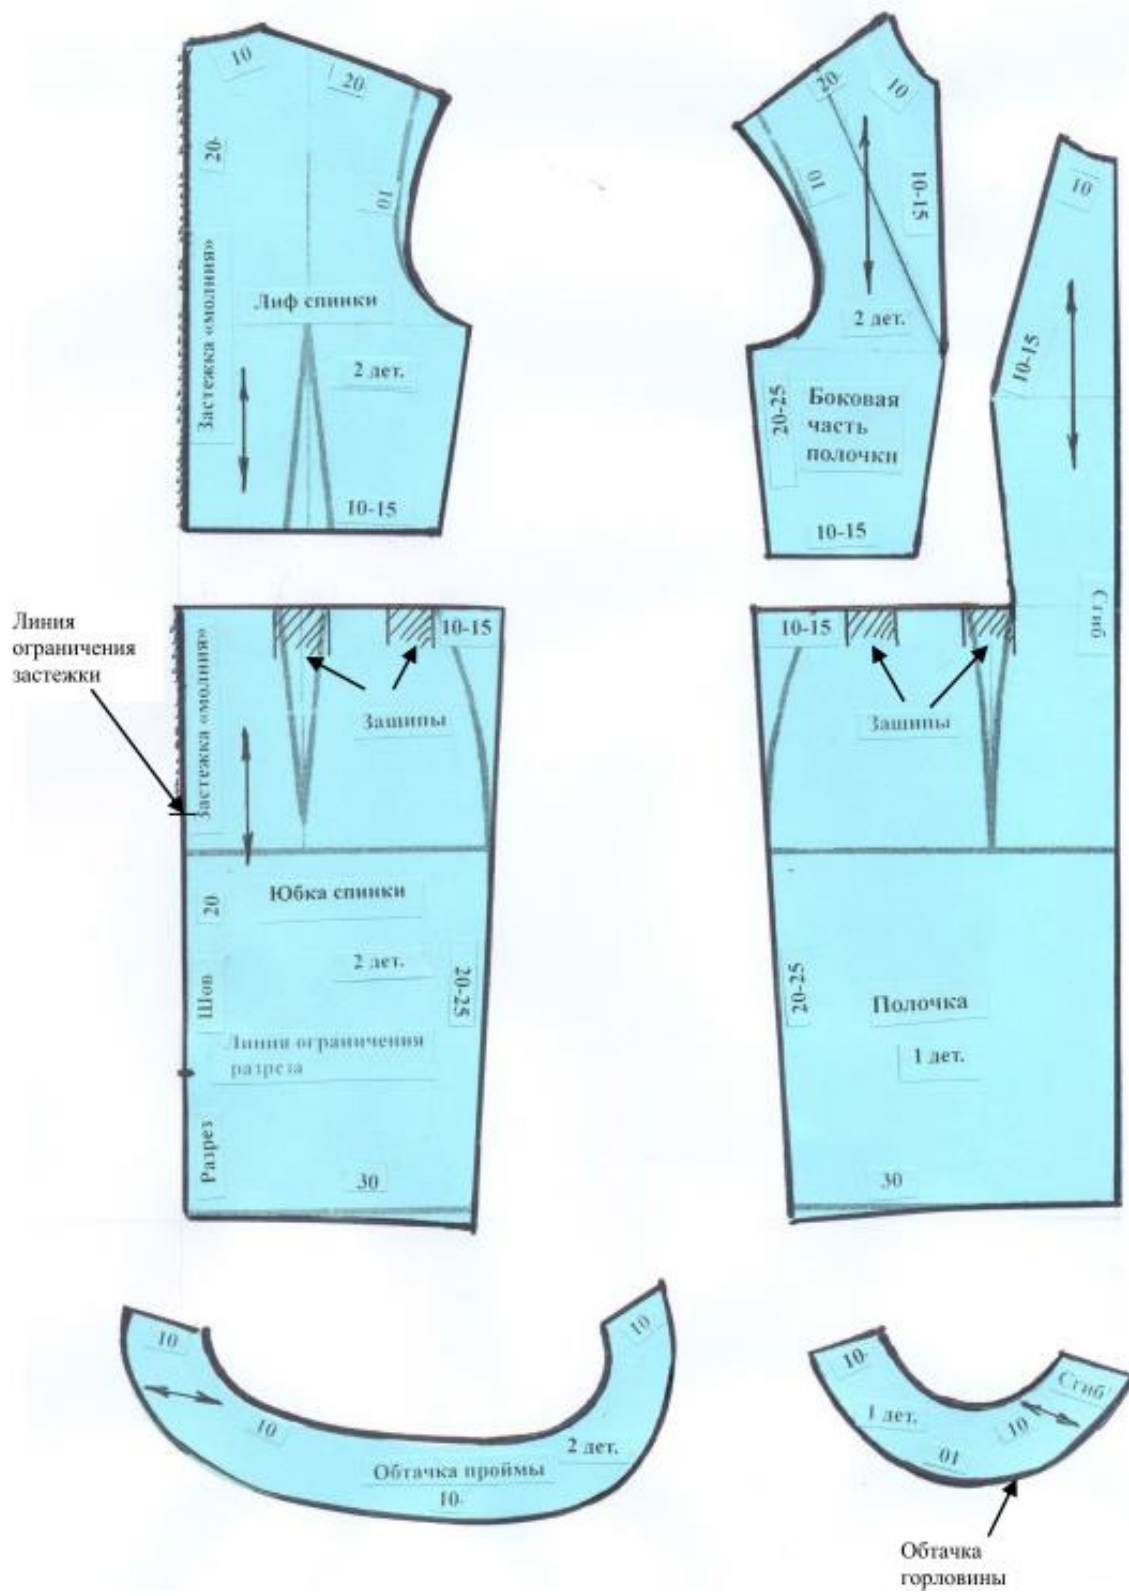 10
20-
20-
10
Застежка «молния»
Лиф спинки
2 дет.
10-15
20-
10
10
10-15
2 дет.
20-25
Боковая
часть
полочки
10-15
10
10-15
Сгиб
Линия
ограничения
застежки
Застежка «молния»
10-15
Зашипы
Юбка спинки
20
2 дет.
Шов
20-25
Линия ограничения
разреза
Разрез
30
10-15
Зашипы
20-25
Полочка
1 дет.
30
10
10
10
2 дет.
Обтачка проймы
10-
10-
Сгиб
1 дет.
10
10
Обтачка
горловины